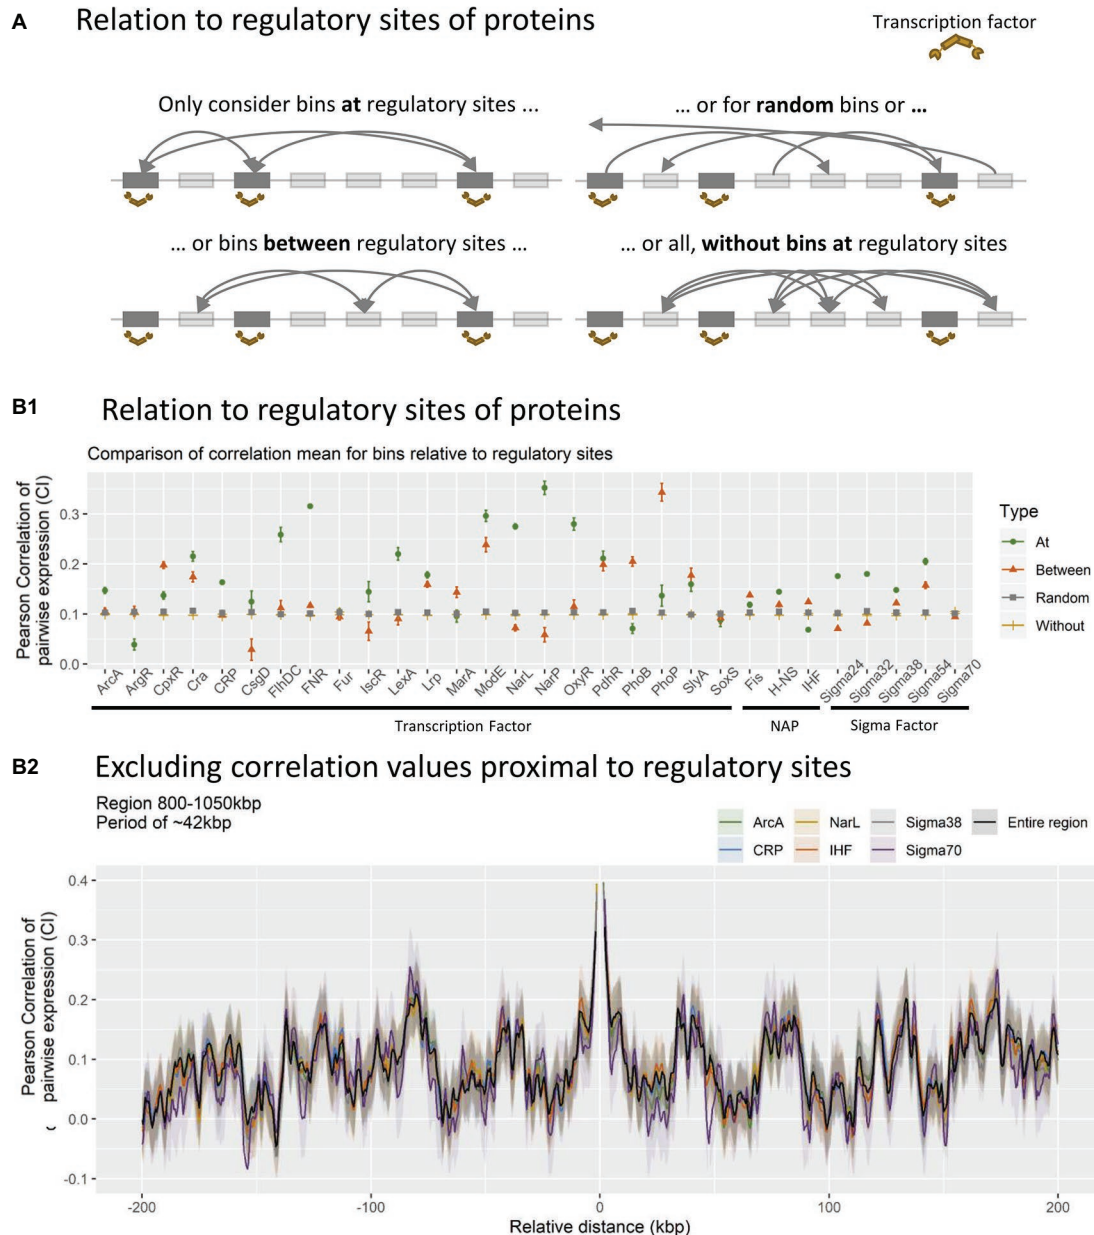 A
Relation to regulatory sites of proteins
Transcription factor
Only consider bins at regulatory sites ...
... or for random bins or ...
... or bins between regulatory sites ...
... or all, without bins at regulatory sites
B1
Relation to regulatory sites of proteins
Comparison of correlation mean for bins relative to regulatory sites
Pearson Correlation of
pairwise expression (CI)
0.3
0.2
0.1
0.0
ArcA
ArgR
CpxR
Cra
CRP
CsgD
FlhDC
FNR
Fur
IscR
LexA
Lrp
MarA
ModE
NarL
NarP
OxyR
PdhR
PhoB
PhoP
SlyA
SoxS
Fis
H-NS
IHF
Sigma24
Sigma32
Sigma38
Sigma54
Sigma70
Transcription Factor
NAP
Sigma Factor
Type
At
Between
Random
Without
B2
Excluding correlation values proximal to regulatory sites
Region 800-1050kbp
Period of ~42kbp
ArcA
NarL
Sigma38
Entire region
CRP
IHF
Sigma70
Pearson Correlation of
pairwise expression (CI)
0.4
0.3
0.2
0.1
0.0
-0.1
-200
-100
0
100
200
Relative distance (kbp)